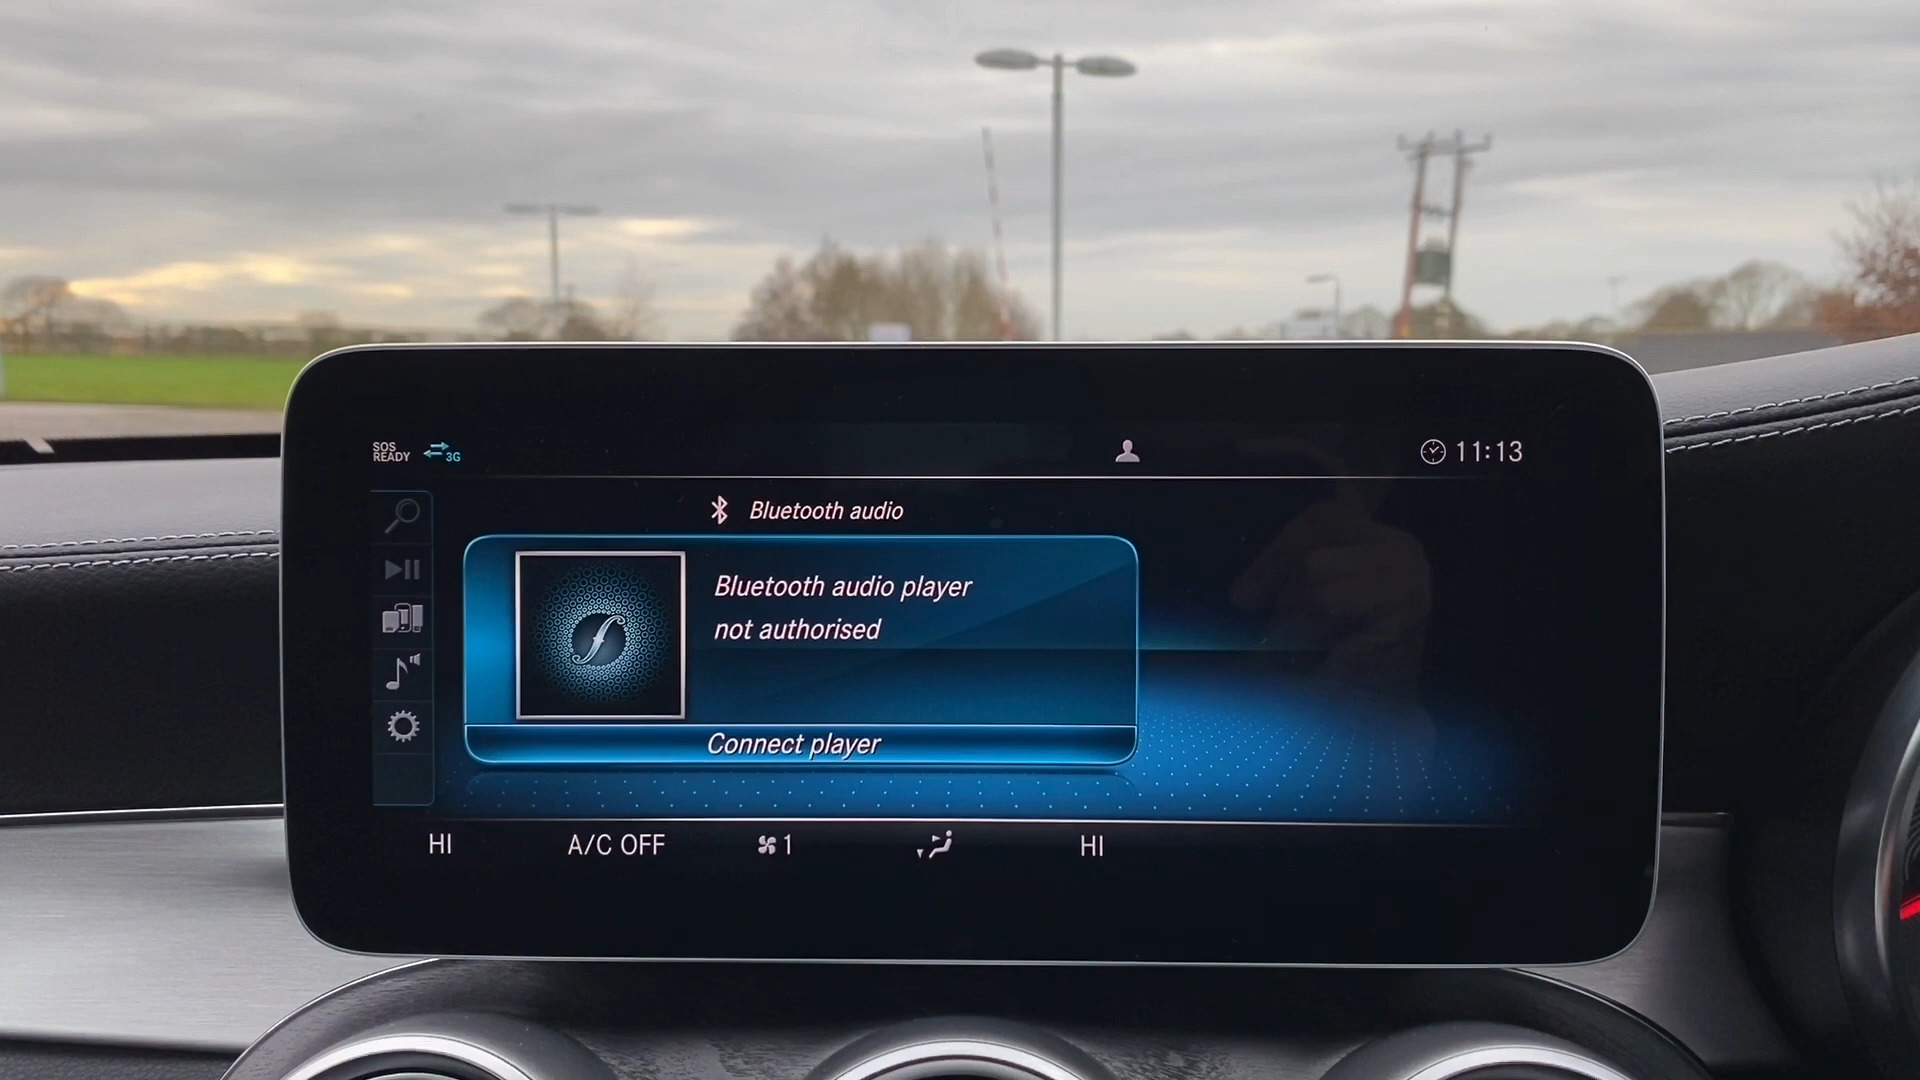 SOS
READY
3G
11:13
Bluetooth audio
Bluetooth audio player
not authorised
Connect player
HI
A/C OFF
1
HI